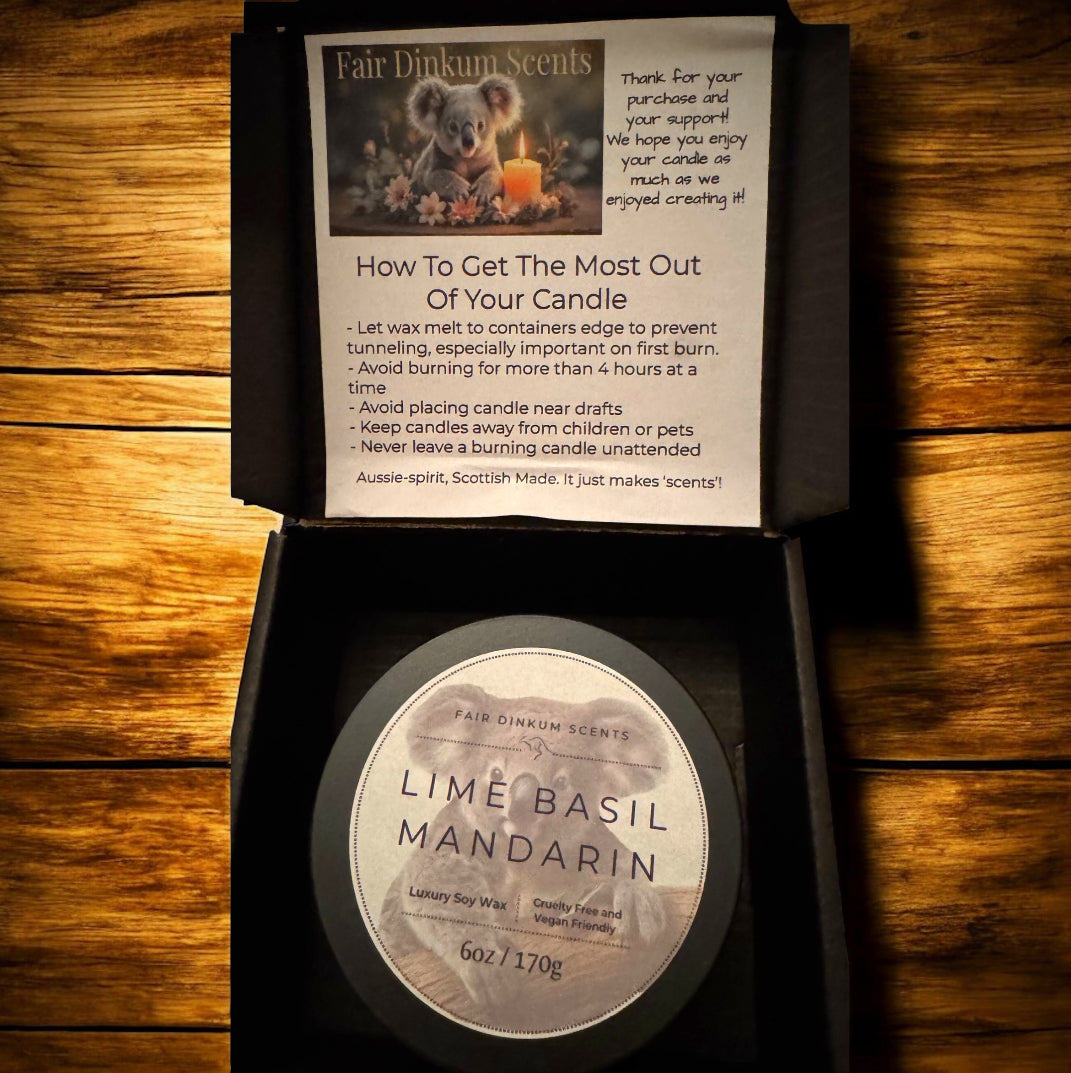 Fair Dinkum Scents
Thank for your
purchase and
your support!
We hope you enjoy
your candle as
much as we
enjoyed creating it!
How To Get The Most Out
Of Your Candle
- Let wax melt to containers edge to prevent
tunneling, especially important on first burn.
- Avoid burning for more than 4 hours at a
time
- Avoid placing candle near drafts
- Keep candles away from children or pets
- Never leave a burning candle unattended
Aussie-spirit, Scottish Made. It just makes 'scents'!
FAIR DINKUM SCENTS
LIME BASIL
MANDARIN
Luxury Soy Wax
Cruelty Free and
Vegan Friendly
6oz / 170g